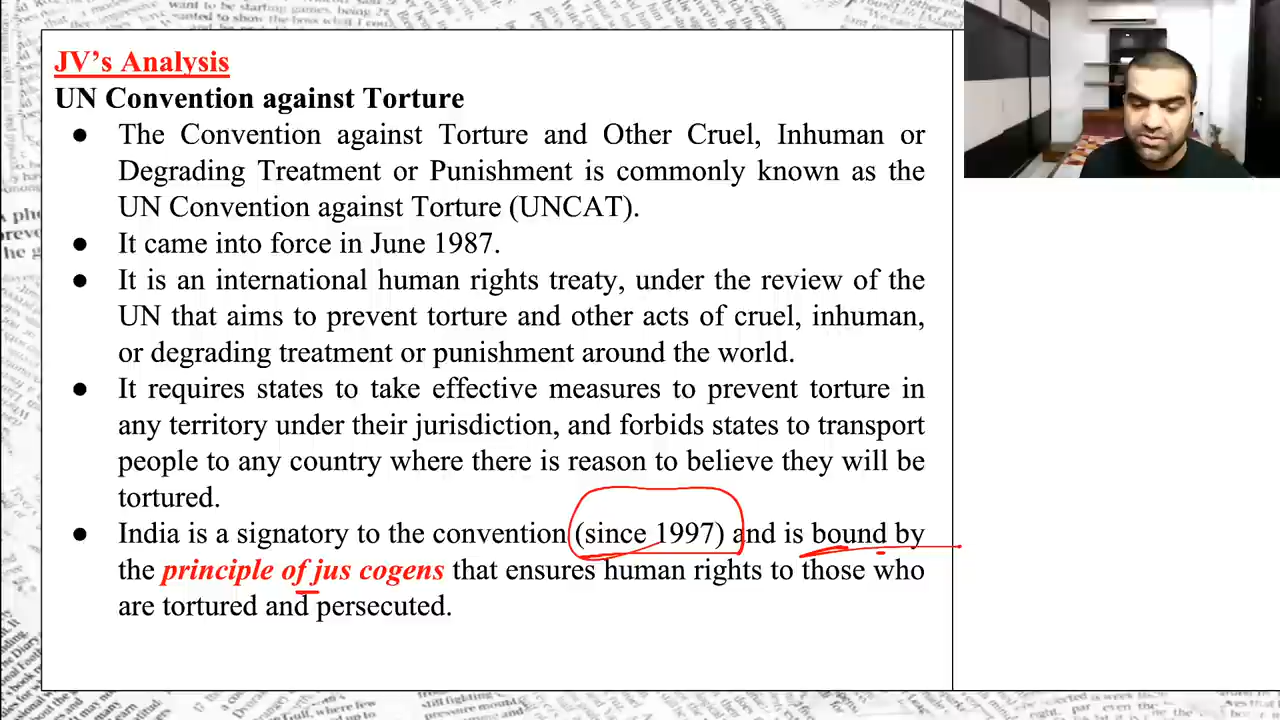 JV's Analysis
UN Convention against Torture
● The Convention against Torture and Other Cruel, Inhuman or
Degrading Treatment or Punishment is commonly known as the
UN Convention against Torture (UNCAT).
● It came into force in June 1987.
● It is an international human rights treaty, under the review of the
UN that aims to prevent torture and other acts of cruel, inhuman,
or degrading treatment or punishment around the world.
● It requires states to take effective measures to prevent torture in
any territory under their jurisdiction, and forbids states to transport
people to any country where there is reason to believe they will be
tortured.
● India is a signatory to the convention (since 1997) and is bound by
the principle of jus cogens that ensures human rights to those who
are tortured and persecuted.